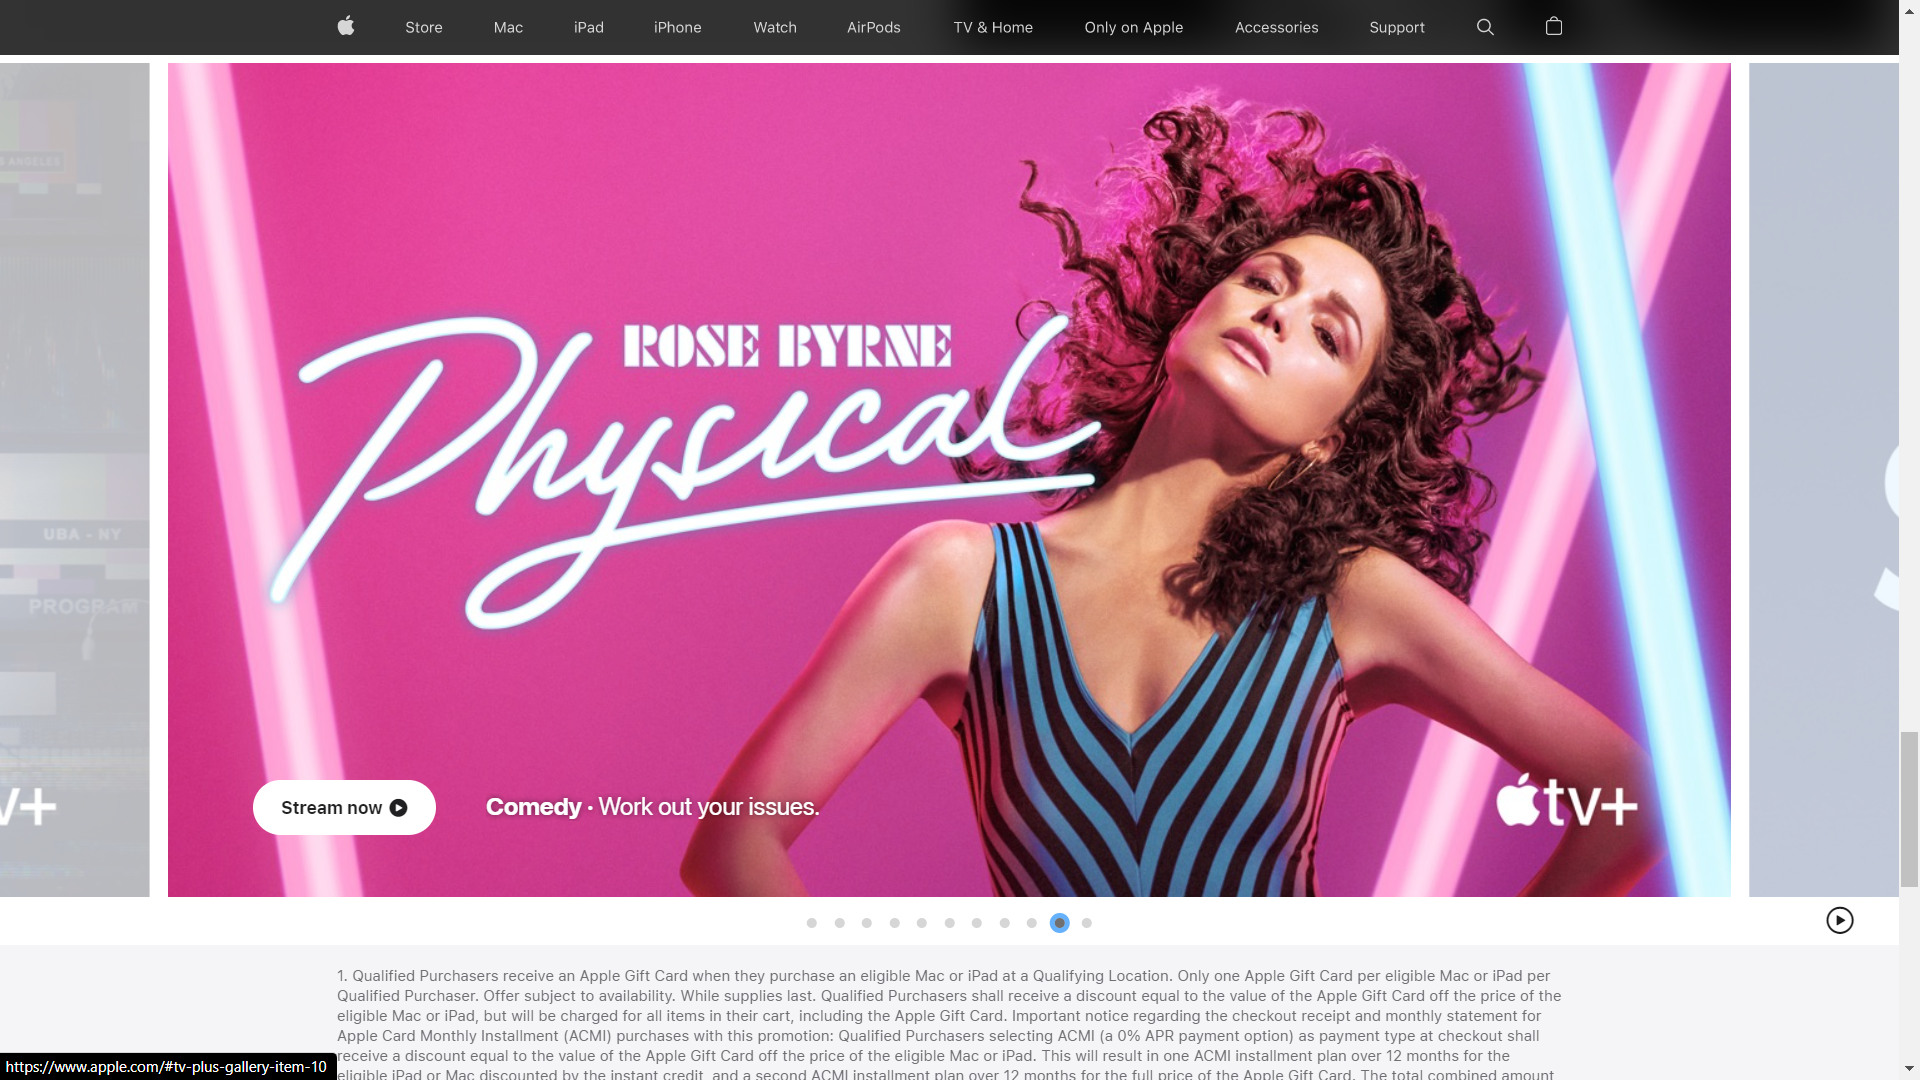 Store Mac iPad iPhone Watch AirPods TV & Home Only on Apple Accessories Support
ANGELES
UBA - NY
PROGRAM
ROSE BYRNE
Physical
Stream now
Comedy · Work out your issues.
tv+
1. Qualified Purchasers receive an Apple Gift Card when they purchase an eligible Mac or iPad at a Qualifying Location. Only one Apple Gift Card per eligible Mac or iPad per
Qualified Purchaser. Offer subject to availability. While supplies last. Qualified Purchasers shall receive a discount equal to the value of the Apple Gift Card off the price of the
eligible Mac or iPad, but will be charged for all items in their cart, including the Apple Gift Card. Important notice regarding the checkout receipt and monthly statement for
Apple Card Monthly Installment (ACMI) purchases with this promotion: Qualified Purchasers selecting ACMI (a 0% APR payment option) as payment type at checkout shall
receive a discount equal to the value of the Apple Gift Card off the price of the eligible Mac or iPad. This will result in one ACMI installment plan over 12 months for the
eligible iPad or Mac discounted by the instant credit, and a second ACMI installment plan over 12 months for the full price of the Apple Gift Card. The total combined amount
https://www.apple.com/#tv-plus-gallery-item-10